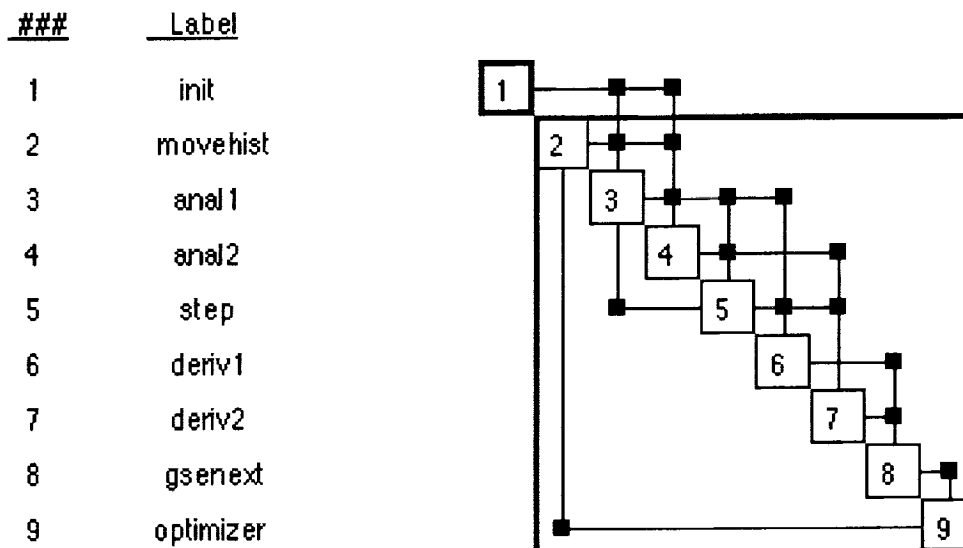 ### Label
1 init 1
2 movehist 2
3 anal1 3
4 anal2 4
5 step 5
6 deriv1 6
7 deriv2 7
8 gsenext 8
9 optimizer 9